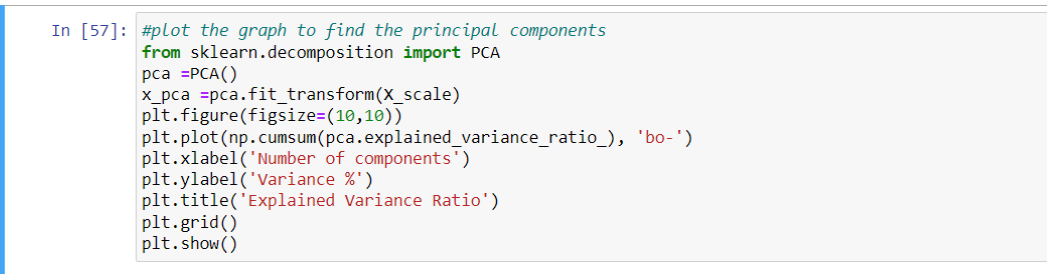 In [57]: #plot the graph to find the principal components
from sklearn.decomposition import PCA
pca =PCA()
x_pca =pca.fit_transform(X_scale)
plt.figure(figsize=(10,10))
plt.plot(np.cumsum(pca.explained_variance_ratio_), 'bo-')
plt.xlabel('Number of components')
plt.ylabel('Variance %')
plt.title('Explained Variance Ratio')
plt.grid()
plt.show()